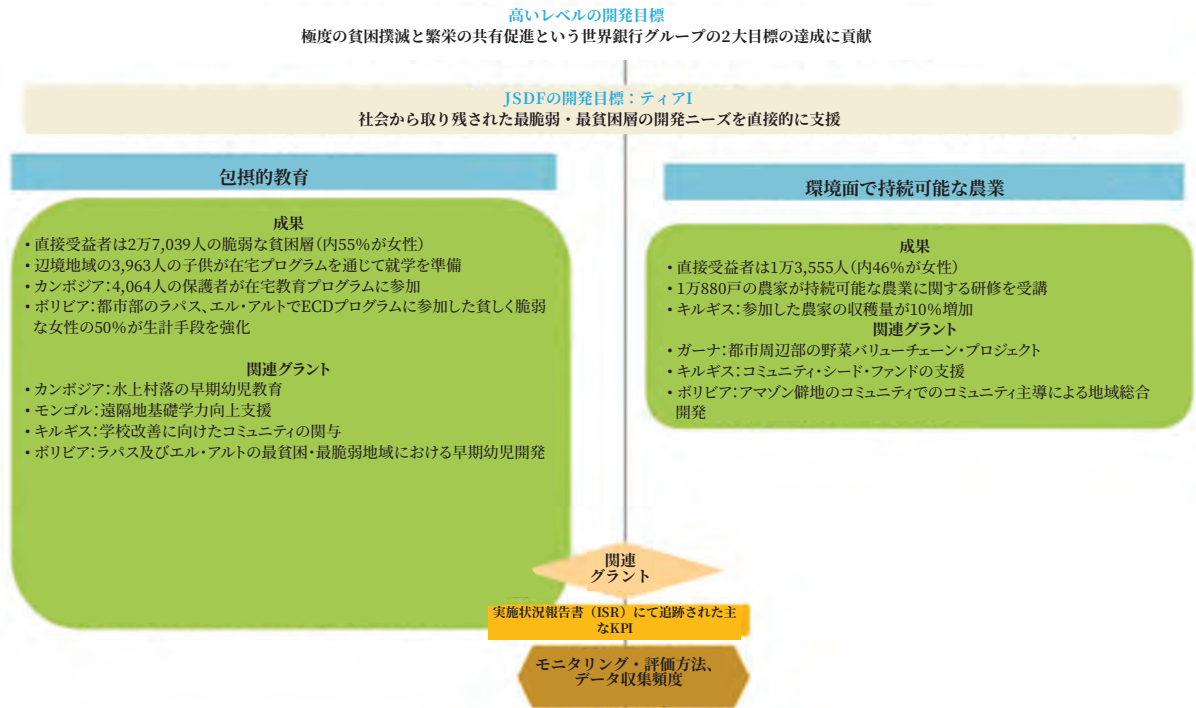 高いレベルの開発目標
極度の貧困撲滅と繁栄の共有促進という世界銀行グループの2大目標の達成に貢献
JSDFの開発目標：ティアI
社会から取り残された最脆弱・最貧困層の開発ニーズを直接的に支援
包摂的教育
成果
• 直接受益者は2万7,039人の脆弱な貧困層（内55%が女性）
• 辺境地域の3,963人の子供が在宅プログラムを通じて就学を準備
• カンボジア：4,064人の保護者が在宅教育プログラムに参加
• ボリビア：都市部のラパス、エル・アルトでECDプログラムに参加した貧しく脆弱
な女性の50%が生計手段を強化
関連グラント
• カンボジア：水上村落の早期幼児教育
• モンゴル：遠隔地基礎学力向上支援
• キルギス：学校改善に向けたコミュニティの関与
• ボリビア：ラパス及びエル・アルトの最貧困・最脆弱地域における早期幼児開発
環境面で持続可能な農業
成果
• 直接受益者は1万3,555人（内46%が女性）
• 1万880戸の農家が持続可能な農業に関する研修を受講
• キルギス：参加した農家の収穫量が10%増加
関連グラント
• ガーナ：都市周辺部の野菜バリューチェーン・プロジェクト
• キルギス：コミュニティ・シード・ファンドの支援
• ボリビア：アマゾン僻地のコミュニティでのコミュニティ主導による地域総合
開発
関連
グラント
実施状況報告書（ISR）にて追跡された主
なKPI
モニタリング・評価方法、
データ収集頻度